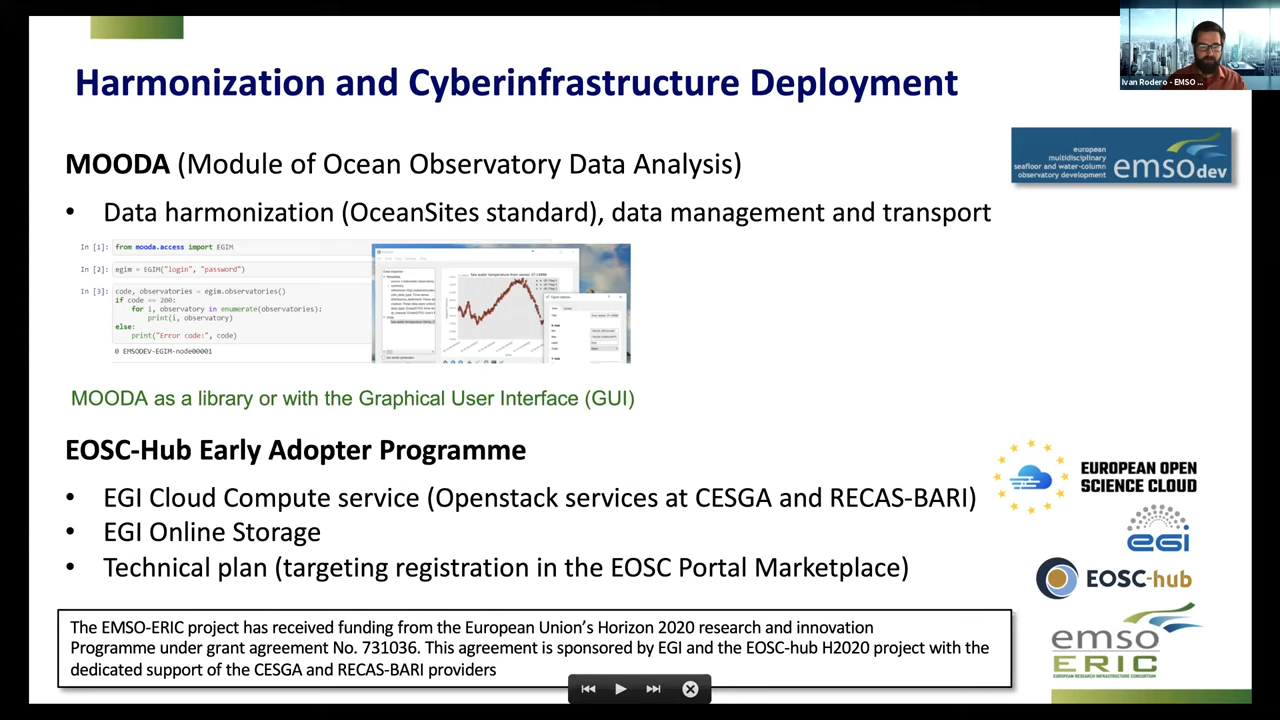 Harmonization and Cyberinfrastructure Deployment
Ivan Rodero - EMSO ...
MOODA (Module of Ocean Observatory Data Analysis)
european
multidisciplinary
seafloor and water-column
observatory development
emsodev
• Data harmonization (OceanSites standard), data management and transport
In [1]: from mooda.access import EGIM
In [2]: egim = EGIM("login", "password")
In [3]: code, observatories = egim.observatories()
if code == 200:
for i, observatory in enumerate(observatories):
print(i, observatory)
else:
print("Error code:", code)
0 EMSODEV-EGIM-node00001
MOODA as a library or with the Graphical User Interface (GUI)
EOSC-Hub Early Adopter Programme
• EGI Cloud Compute service (Openstack services at CESGA and RECAS-BARI)
• EGI Online Storage
• Technical plan (targeting registration in the EOSC Portal Marketplace)
EUROPEAN OPEN
SCIENCE CLOUD
eGI
EOSC-hub
emso
ERIC
EUROPEAN RESEARCH INFRASTRUCTURE CONSORTIUM
The EMSO-ERIC project has received funding from the European Union's Horizon 2020 research and innovation
Programme under grant agreement No. 731036. This agreement is sponsored by EGI and the EOSC-hub H2020 project with the
dedicated support of the CESGA and RECAS-BARI providers